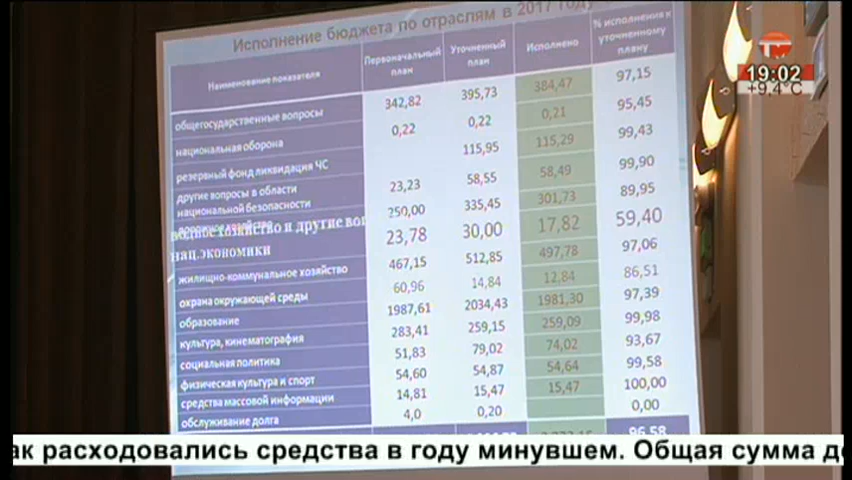 Исполнение бюджета по отраслям в 2017 году
Наименование показателя Первоначальный план Уточненный план Исполнено % исполнения к уточненному плану
19:02
+9.4°C
общегосударственные вопросы 342,82 395,73 384,47 97,15
национальная оборона 0,22 0,22 0,21 95,45
резервный фонд ликвидация ЧС 115,95 115,29 99,43
другие вопросы в области национальной безопасности 23,23 58,55 58,49 99,90
250,00 335,45 301,73 89,95
хозяйство и другие
нац.экономики 23,78 30,00 17,82 59,40
жилищно-коммунальное хозяйство 467,15 512,85 497,78 97,06
охрана окружающей среды 60,96 14,84 12,84 86,51
образование 1987,61 2034,43 1981,30 97,39
культура, кинематография 283,41 259,15 259,09 99,98
социальная политика 51,83 79,02 74,02 93,67
физическая культура и спорт 54,60 54,87 54,64 99,58
средства массовой информации 14,81 15,47 15,47 100,00
обслуживание долга 4,0 0,20 0,00
96,58
ак расходовались средства в году минувшем. Общая сумма до